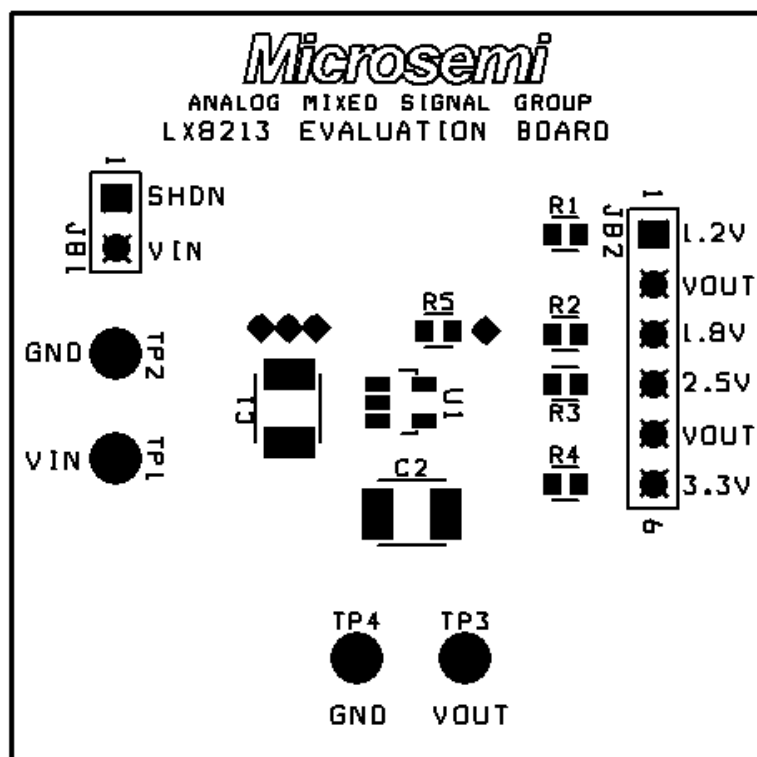 Microsemi
ANALOG MIXED SIGNAL GROUP
LX8213 EVALUATION BOARD
1
SHDN
JB1
VIN
GND
TP2
VIN
TP1
C1
R5
U1
C2
R1
R2
R3
R4
1
JB2
1.2V
VOUT
1.8V
2.5V
VOUT
3.3V
6
TP4
TP3
GND
VOUT